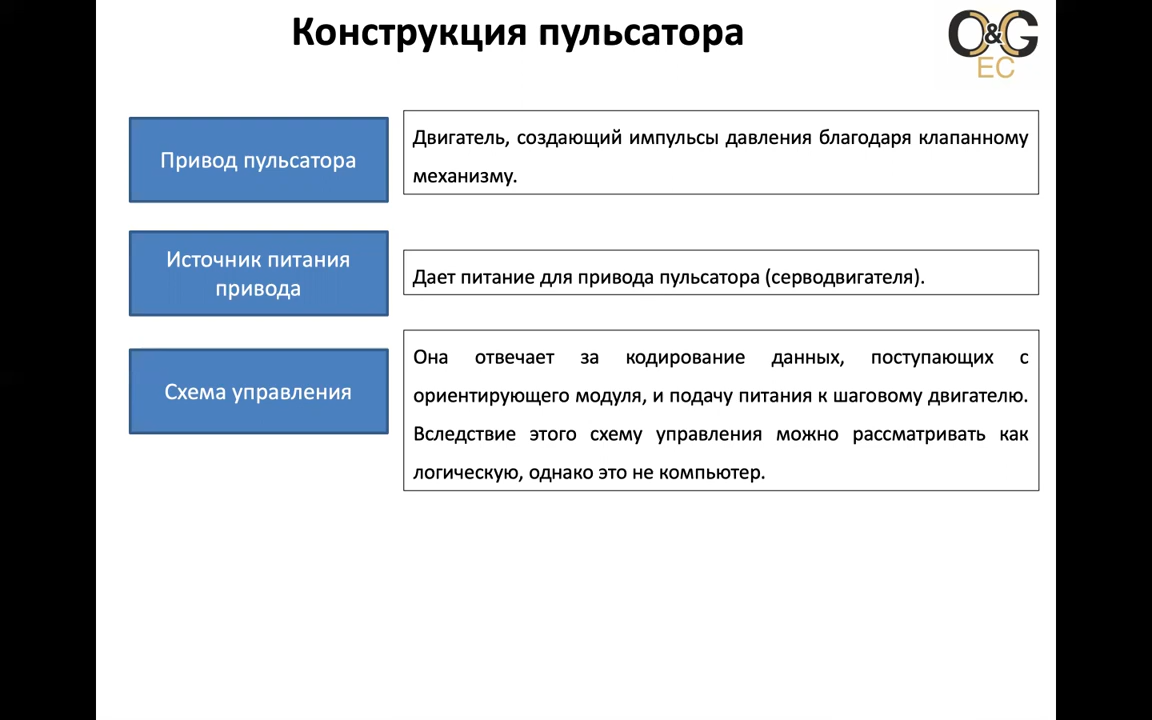 Конструкция пульсатора
O&G
EC
Привод пульсатора
Двигатель, создающий импульсы давления благодаря клапанному
механизму.
Источник питания
привода
Дает питание для привода пульсатора (серводвигателя).
Схема управления
Она отвечает за кодирование данных, поступающих с
ориентирующего модуля, и подачу питания к шаговому двигателю.
Вследствие этого схему управления можно рассматривать как
логическую, однако это не компьютер.